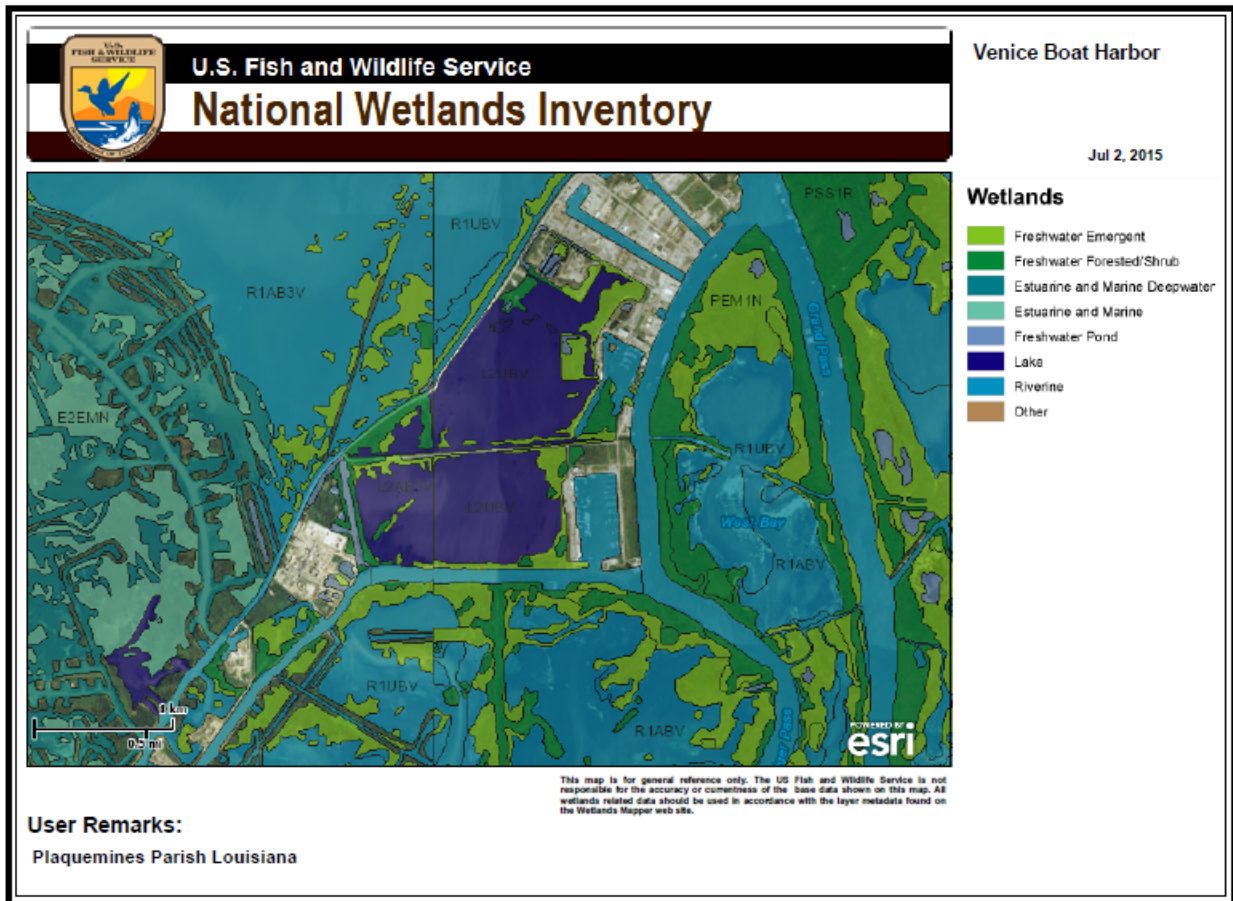 U.S.
FISH & WILDLIFE
SERVICE
U.S. Fish and Wildlife Service
National Wetlands Inventory
Venice Boat Harbor
Jul 2, 2015
Wetlands
Freshwater Emergent
Freshwater Forested/Shrub
Estuarine and Marine Deepwater
Estuarine and Marine
Freshwater Pond
Lake
Riverine
Other
PSS1R
R1UBV
R1AB3V
PEM1N
Grand Pass
L2UBV
E2EMN
R1UBV
L2UBV
West Bay
R1ABV
R1UBV
R1ABV
Pass
1 km
0.5 mi
POWERED BY
esri
This map is for general reference only. The US Fish and Wildlife Service is not
responsible for the accuracy or currentness of the base data shown on this map. All
wetlands related data should be used in accordance with the layer metadata found on
the Wetlands Mapper web site.
User Remarks:
Plaquemines Parish Louisiana